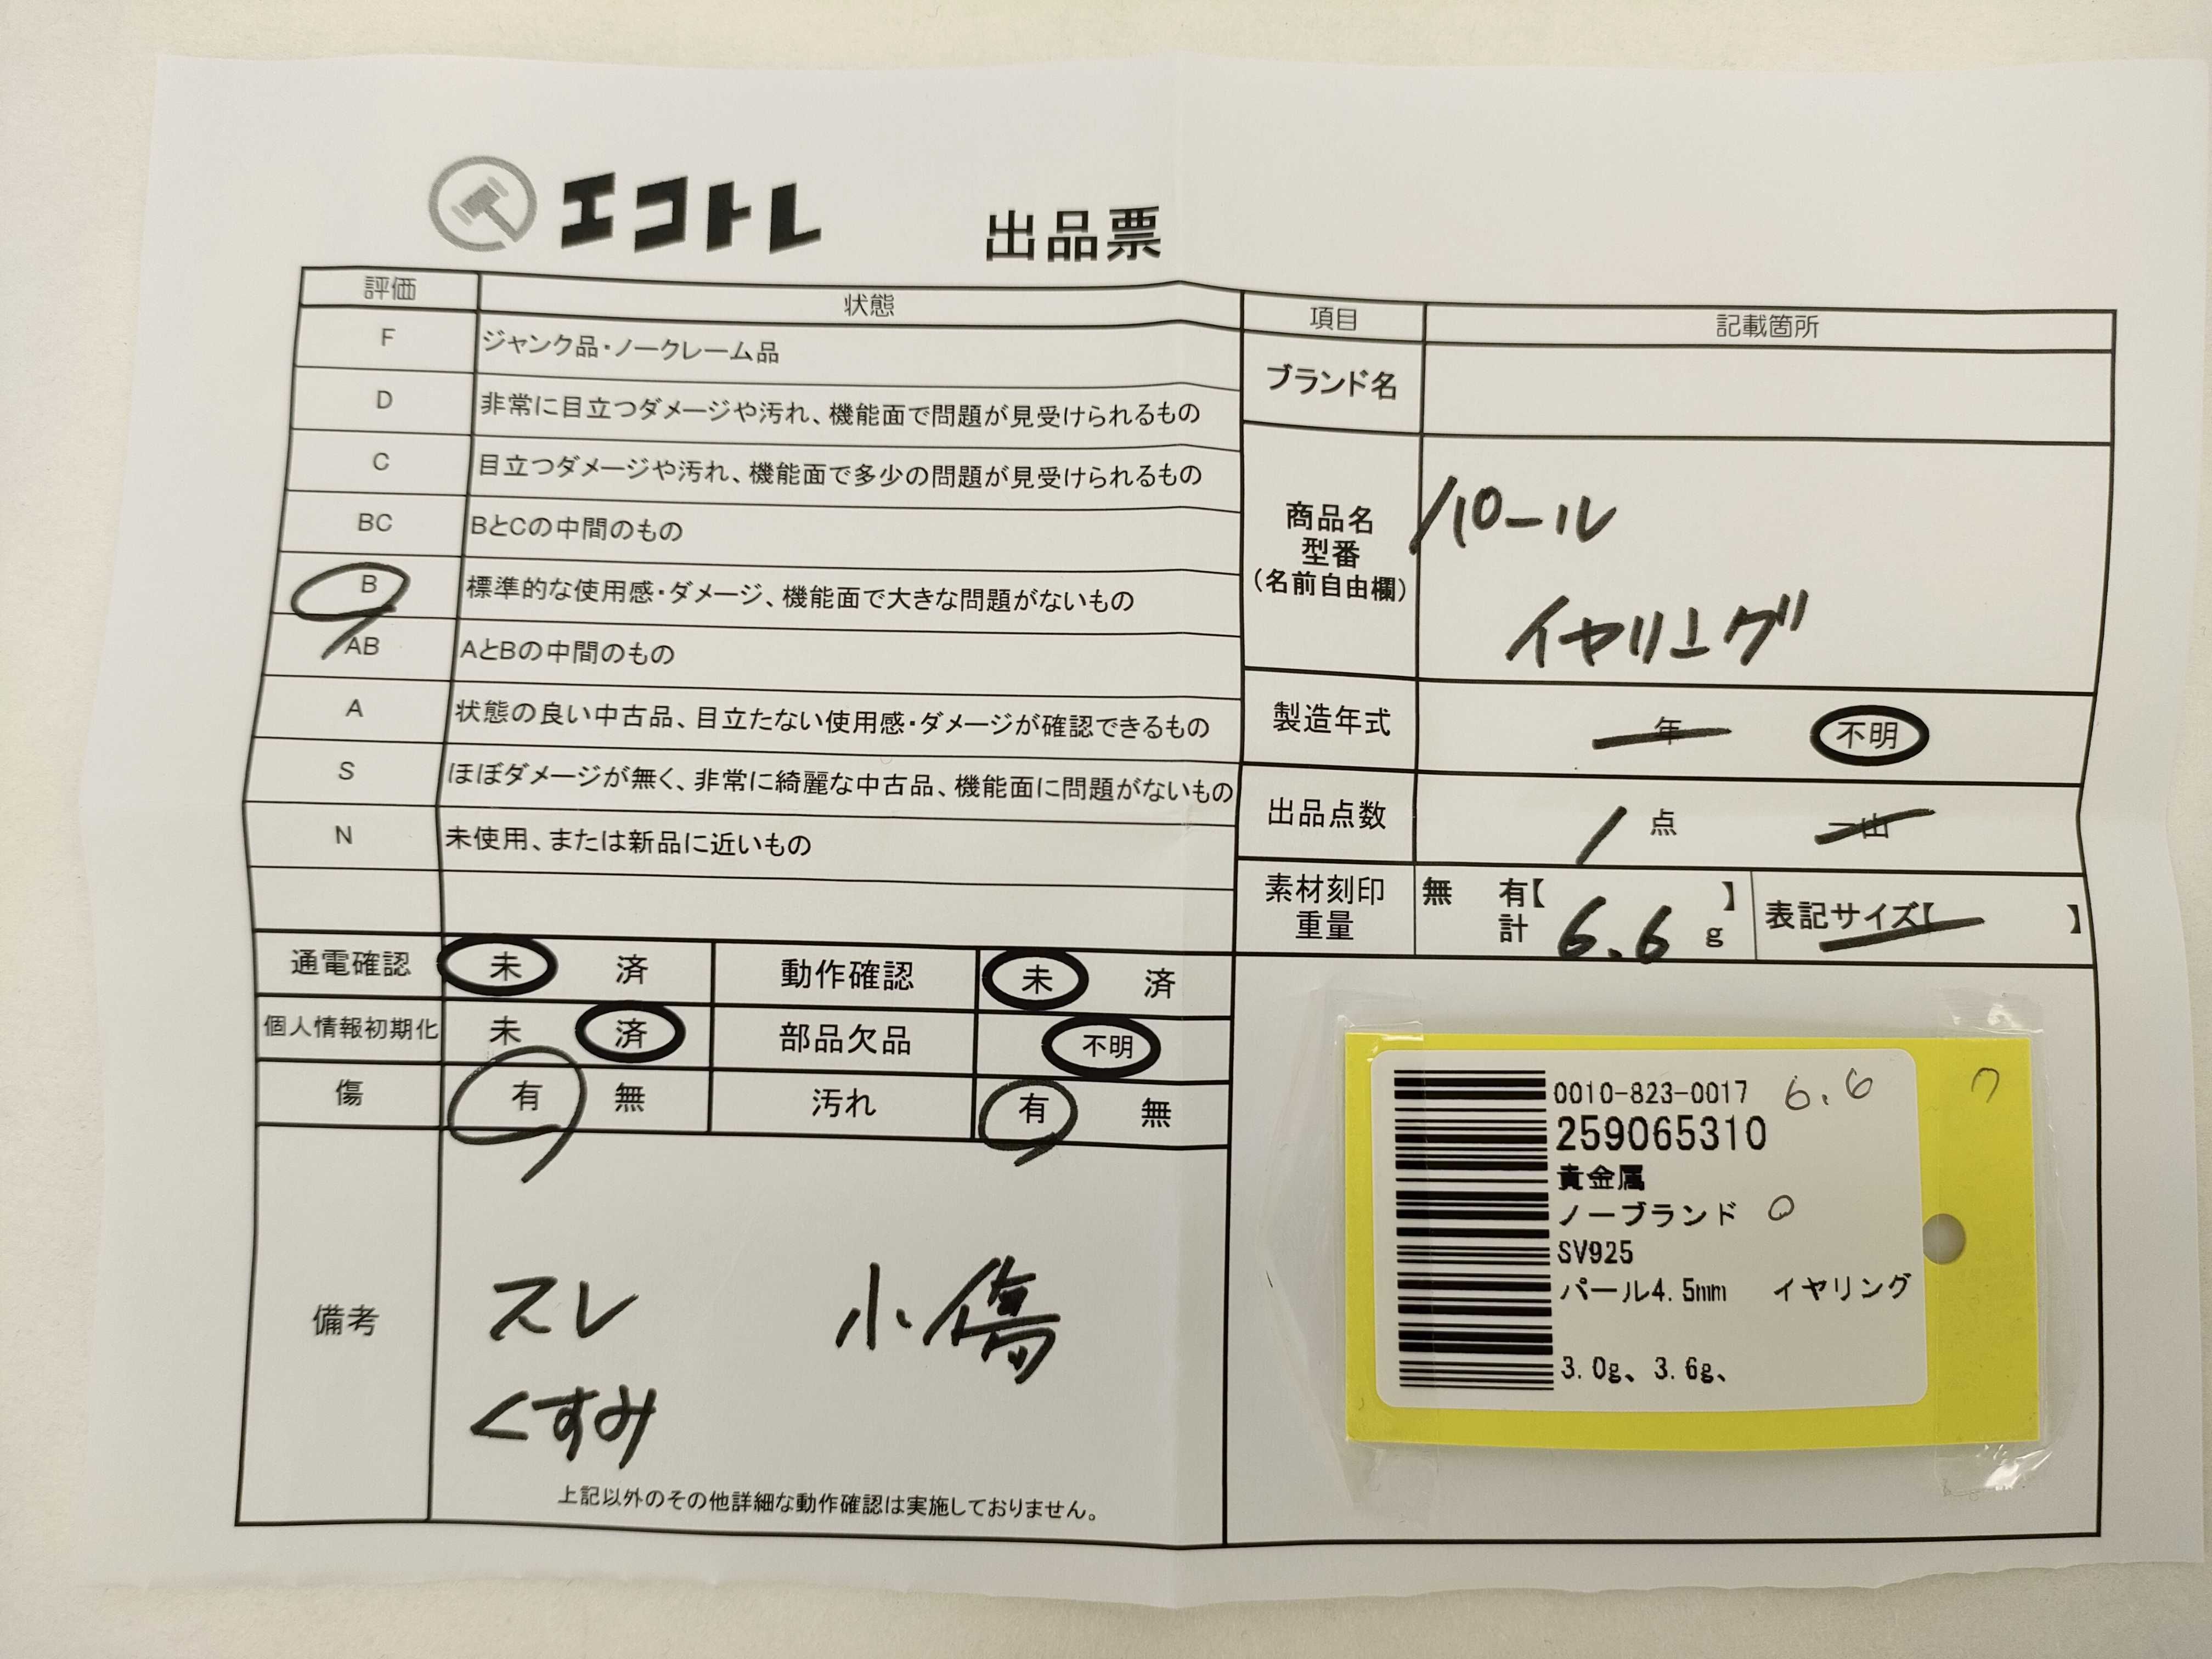 エコトレ 出品票
評価 状態
F ジャンク品・ノークレーム品
D 非常に目立つダメージや汚れ、機能面で問題が見受けられるもの
C 目立つダメージや汚れ、機能面で多少の問題が見受けられるもの
BC BとCの中間のもの
B 標準的な使用感・ダメージ、機能面で大きな問題がないもの
AB AとBの中間のもの
A 状態の良い中古品、目立たない使用感・ダメージが確認できるもの
S ほぼダメージが無く、非常に綺麗な中古品、機能面に問題がないもの
N 未使用、または新品に近いもの
通電確認 未 済 動作確認 未 済
個人情報初期化 未 済 部品欠品 不明
傷 有 無 汚れ 有 無
備考
スレ 小傷
くすみ
上記以外のその他詳細な動作確認は実施しておりません。
項目 記載箇所
ブランド名
商品名
型番
(名前自由欄)
パール
イヤリング
製造年式 年 不明
出品点数 1 点 一山
素材刻印
重量
無 有【 】
計 6.6 g
表記サイズ【 】
0010-823-0017 6.6
259065310
貴金属
ノーブランド
SV925
パール4.5mm イヤリング
3.0g、3.6g、